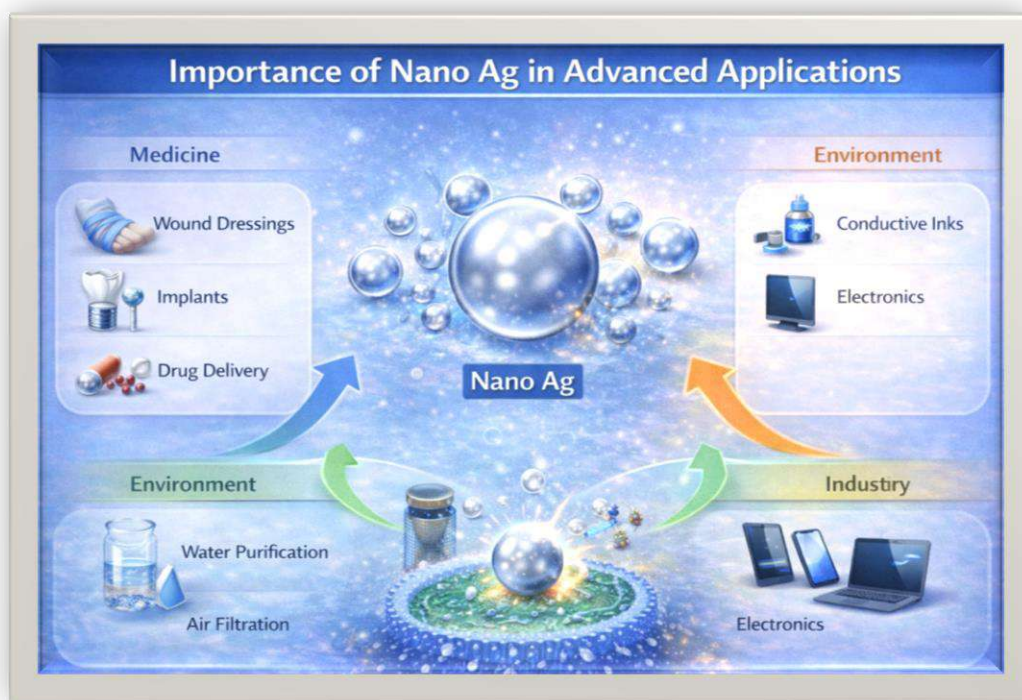 Importance of Nano Ag in Advanced Applications
Medicine
Wound Dressings
Implants
Drug Delivery
Environment
Conductive Inks
Electronics
Nano Ag
Environment
Water Purification
Air Filtration
Industiry
Electronics